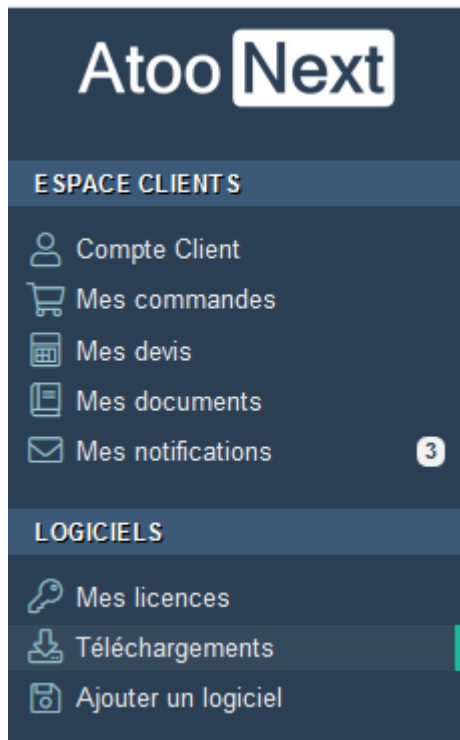 Atoo Next
ESPACE CLIENTS
Compte Client
Mes commandes
Mes devis
Mes documents
Mes notifications 3
LOGICIELS
Mes licences
Téléchargements
Ajouter un logiciel